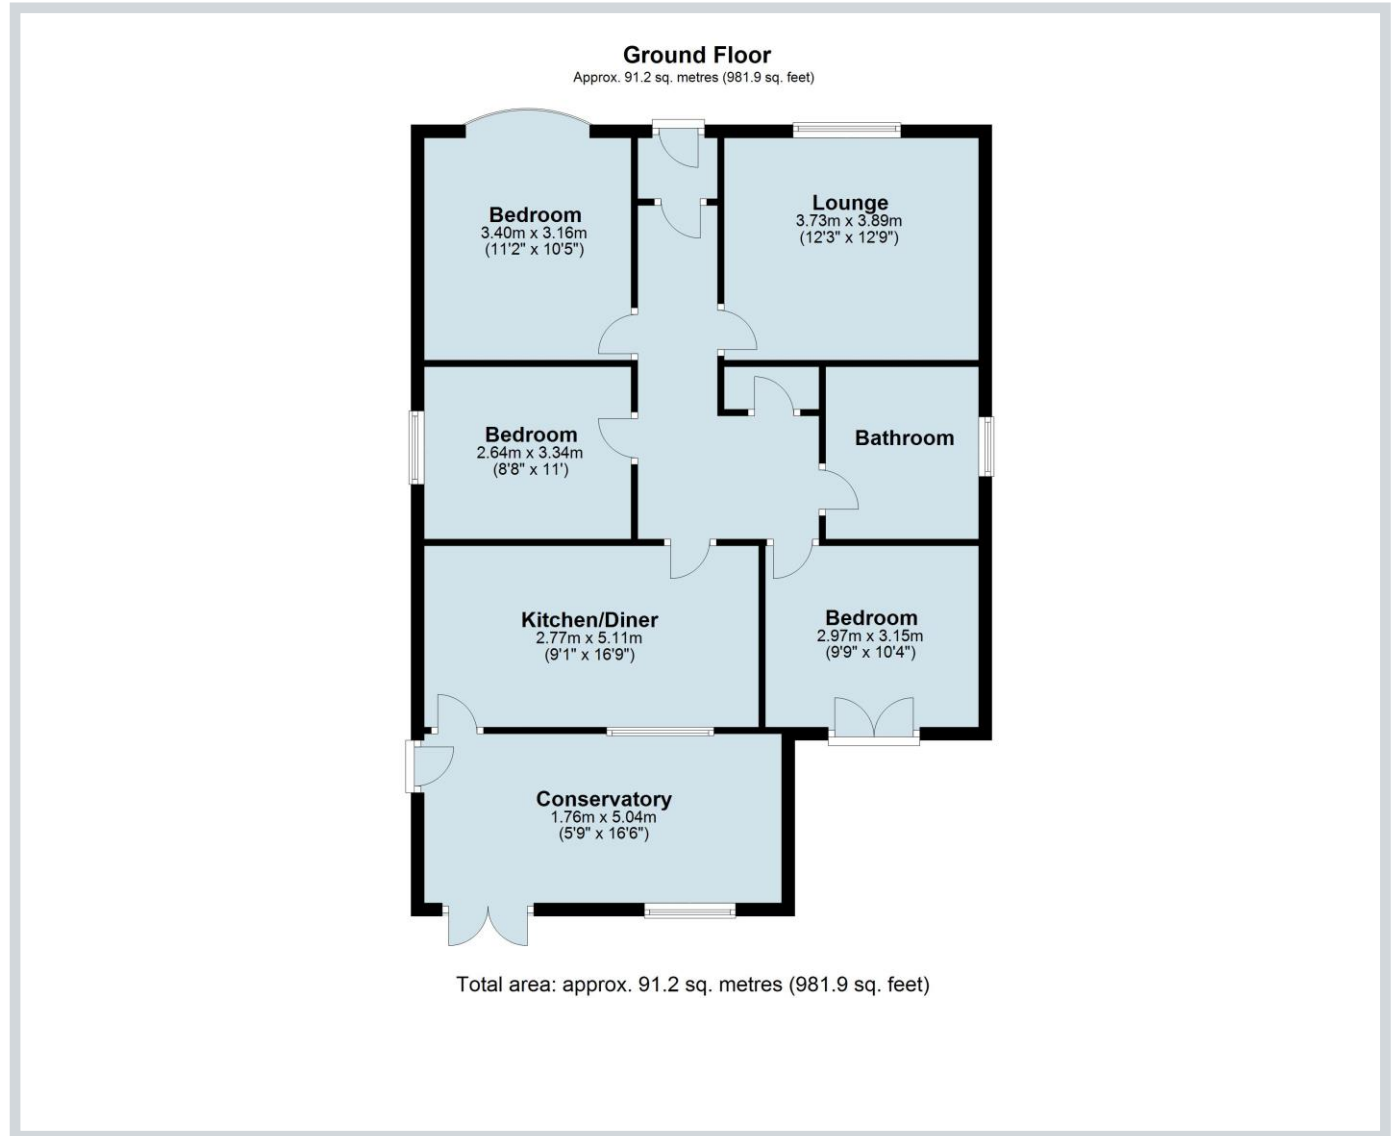 Ground Floor
Approx. 91.2 sq. metres (981.9 sq. feet)
Bedroom
3.40m x 3.16m
(11'2" x 10'5")
Lounge
3.73m x 3.89m
(12'3" x 12'9")
Bedroom
2.64m x 3.34m
(8'8" x 11')
Bathroom
Kitchen/Diner
2.77m x 5.11m
(9'1" x 16'9")
Bedroom
2.97m x 3.15m
(9'9" x 10'4")
Conservatory
1.76m x 5.04m
(5'9" x 16'6")
Total area: approx. 91.2 sq. metres (981.9 sq. feet)